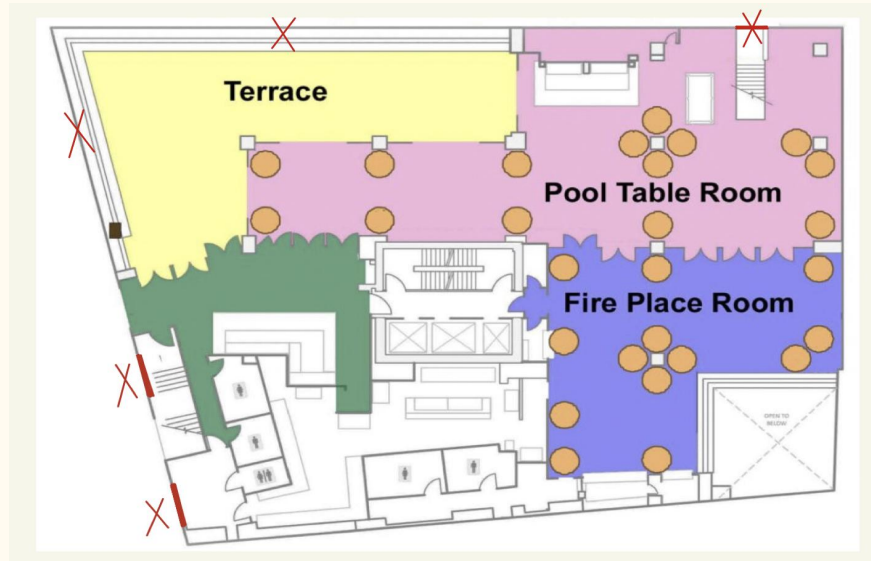 Terrace
Pool Table Room
Fire Place Room
OPEN TO
BELOW